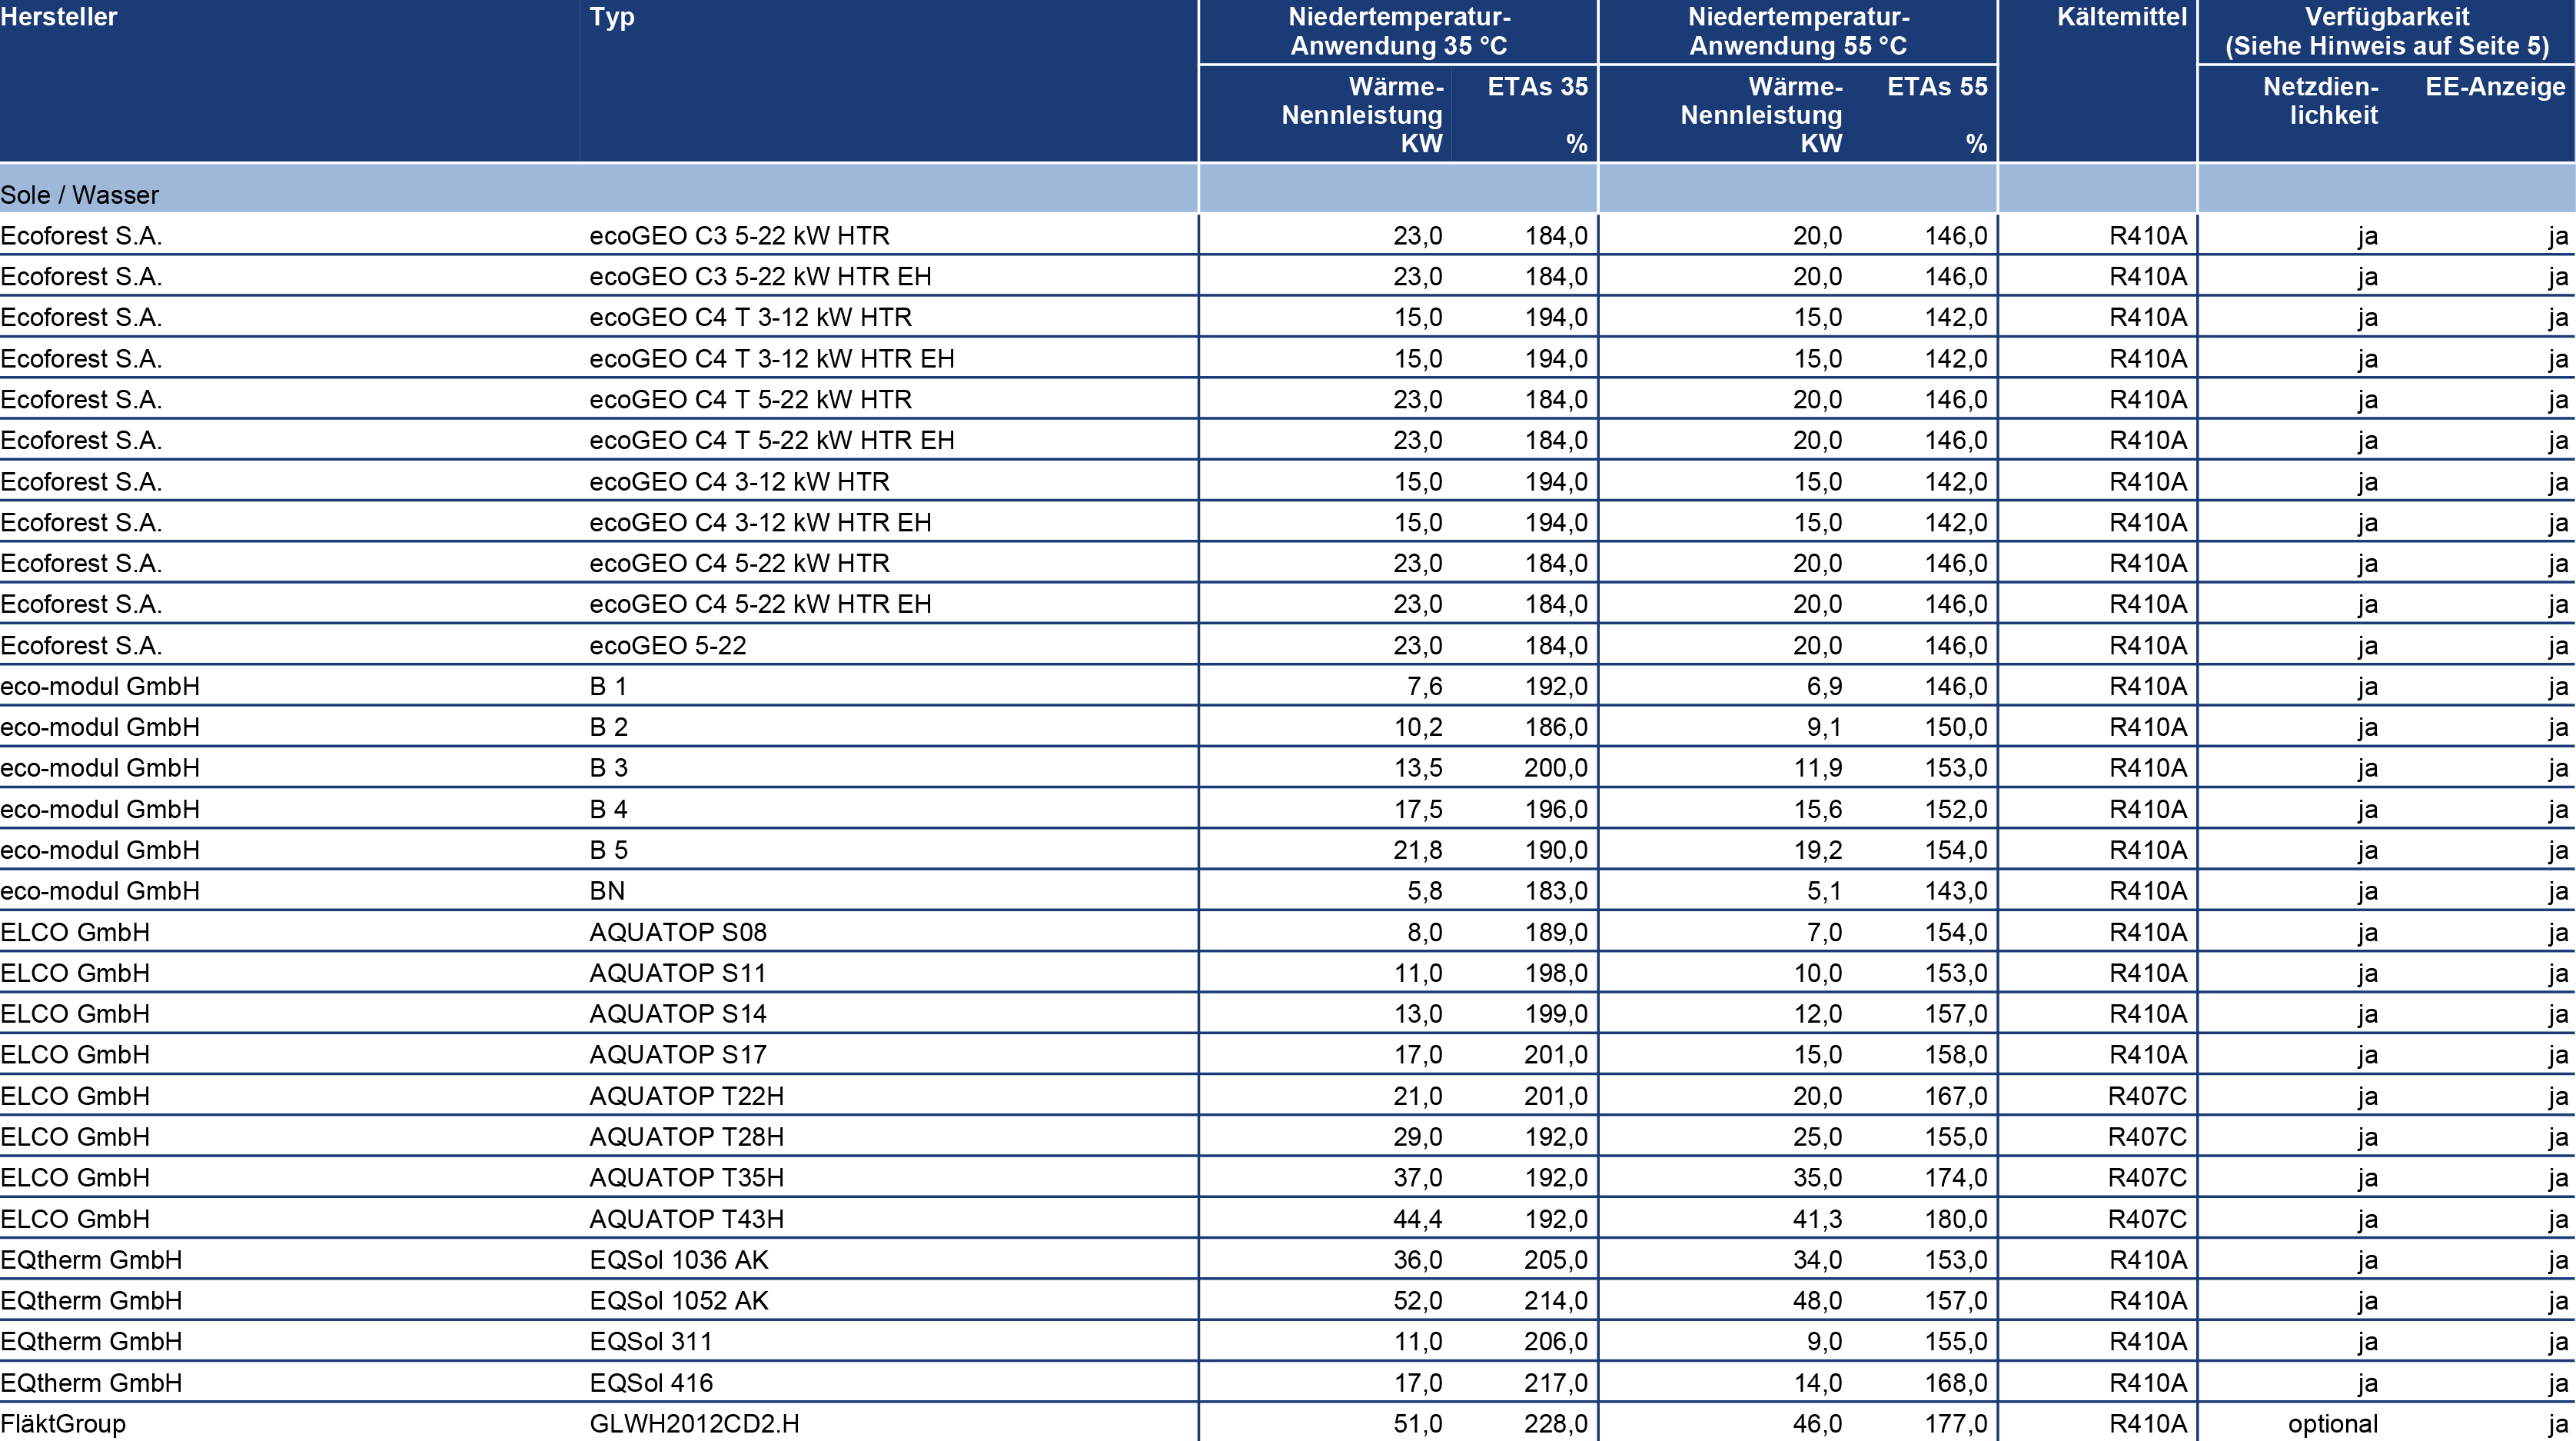 Hersteller Typ Niedertemperatur- Niedertemperatur- Kältemittel Verfügbarkeit
Anwendung 35 °C Anwendung 55 °C (Siehe Hinweis auf Seite 5)
Wärme- ETAs 35 Wärme- ETAs 55 Netzdien- EE-Anzeige
Nennleistung Nennleistung lichkeit
KW % KW %
Sole / Wasser
Ecoforest S.A. ecoGEO C3 5-22 kW HTR 23,0 184,0 20,0 146,0 R410A ja ja
Ecoforest S.A. ecoGEO C3 5-22 kW HTR EH 23,0 184,0 20,0 146,0 R410A ja ja
Ecoforest S.A. ecoGEO C4 T 3-12 kW HTR 15,0 194,0 15,0 142,0 R410A ja ja
Ecoforest S.A. ecoGEO C4 T 3-12 kW HTR EH 15,0 194,0 15,0 142,0 R410A ja ja
Ecoforest S.A. ecoGEO C4 T 5-22 kW HTR 23,0 184,0 20,0 146,0 R410A ja ja
Ecoforest S.A. ecoGEO C4 T 5-22 kW HTR EH 23,0 184,0 20,0 146,0 R410A ja ja
Ecoforest S.A. ecoGEO C4 3-12 kW HTR 15,0 194,0 15,0 142,0 R410A ja ja
Ecoforest S.A. ecoGEO C4 3-12 kW HTR EH 15,0 194,0 15,0 142,0 R410A ja ja
Ecoforest S.A. ecoGEO C4 5-22 kW HTR 23,0 184,0 20,0 146,0 R410A ja ja
Ecoforest S.A. ecoGEO C4 5-22 kW HTR EH 23,0 184,0 20,0 146,0 R410A ja ja
Ecoforest S.A. ecoGEO 5-22 23,0 184,0 20,0 146,0 R410A ja ja
eco-modul GmbH B 1 7,6 192,0 6,9 146,0 R410A ja ja
eco-modul GmbH B 2 10,2 186,0 9,1 150,0 R410A ja ja
eco-modul GmbH B 3 13,5 200,0 11,9 153,0 R410A ja ja
eco-modul GmbH B 4 17,5 196,0 15,6 152,0 R410A ja ja
eco-modul GmbH B 5 21,8 190,0 19,2 154,0 R410A ja ja
eco-modul GmbH BN 5,8 183,0 5,1 143,0 R410A ja ja
ELCO GmbH AQUATOP S08 8,0 189,0 7,0 154,0 R410A ja ja
ELCO GmbH AQUATOP S11 11,0 198,0 10,0 153,0 R410A ja ja
ELCO GmbH AQUATOP S14 13,0 199,0 12,0 157,0 R410A ja ja
ELCO GmbH AQUATOP S17 17,0 201,0 15,0 158,0 R410A ja ja
ELCO GmbH AQUATOP T22H 21,0 201,0 20,0 167,0 R407C ja ja
ELCO GmbH AQUATOP T28H 29,0 192,0 25,0 155,0 R407C ja ja
ELCO GmbH AQUATOP T35H 37,0 192,0 35,0 174,0 R407C ja ja
ELCO GmbH AQUATOP T43H 44,4 192,0 41,3 180,0 R407C ja ja
EQtherm GmbH EQSol 1036 AK 36,0 205,0 34,0 153,0 R410A ja ja
EQtherm GmbH EQSol 1052 AK 52,0 214,0 48,0 157,0 R410A ja ja
EQtherm GmbH EQSol 311 11,0 206,0 9,0 155,0 R410A ja ja
EQtherm GmbH EQSol 416 17,0 217,0 14,0 168,0 R410A ja ja
FläktGroup GLWH2012CD2.H 51,0 228,0 46,0 177,0 R410A optional ja